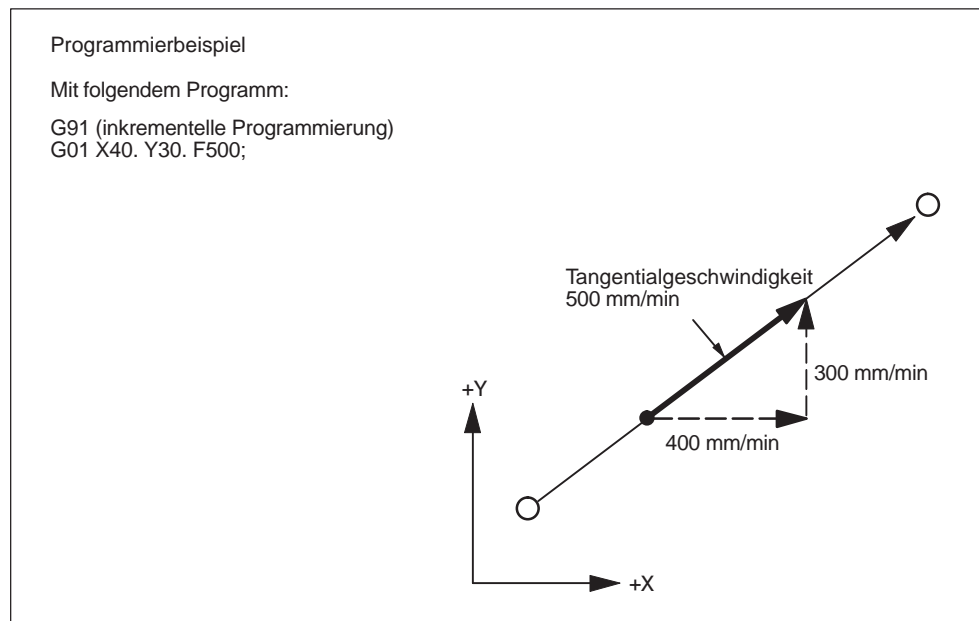 Programmierbeispiel
Mit folgendem Programm:
G91 (inkrementelle Programmierung)
G01 X40. Y30. F500;
Tangentialgeschwindigkeit
500 mm/min
300 mm/min
+Y
400 mm/min
+X